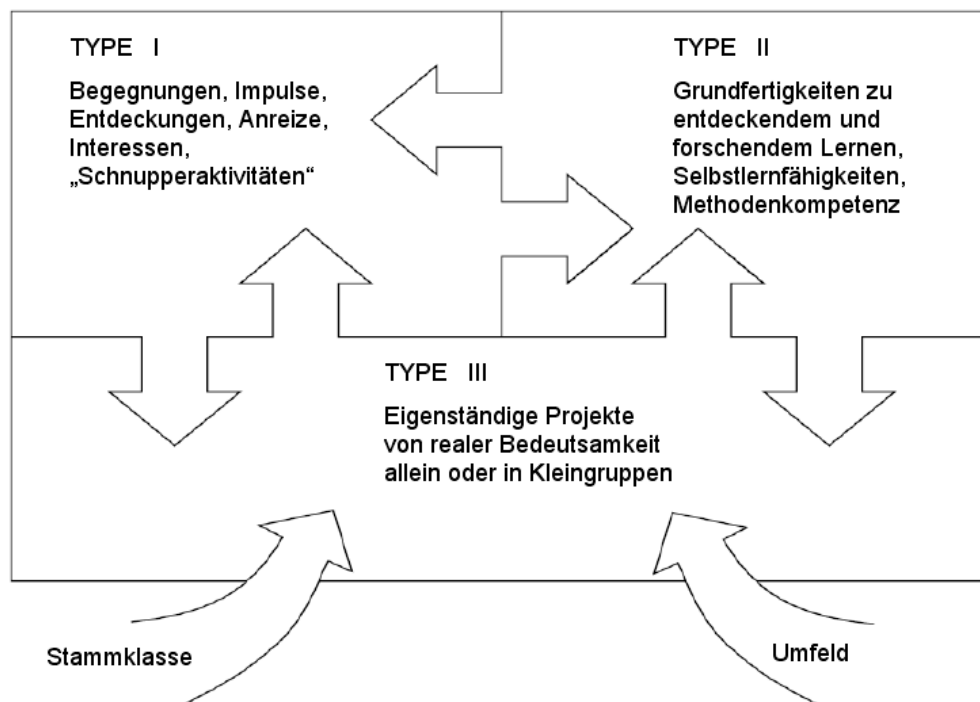 TYPE I
Begegnungen, Impulse,
Entdeckungen, Anreize,
Interessen,
„Schnupperaktivitäten“
TYPE II
Grundfertigkeiten zu
entdeckendem und
forschendem Lernen,
Selbstlernfähigkeiten,
Methodenkompetenz
TYPE III
Eigenständige Projekte
von realer Bedeutsamkeit
allein oder in Kleingruppen
Stammklasse
Umfeld